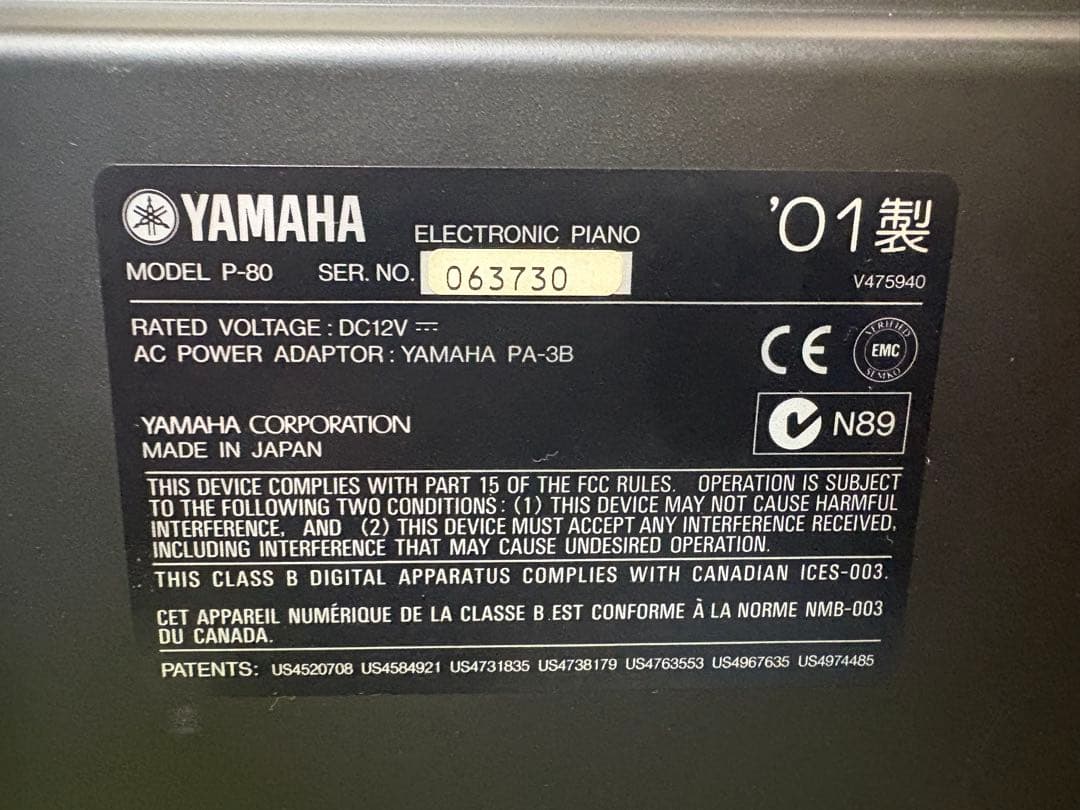 YAMAHA ELECTRONIC PIANO '01製
MODEL P-80 SER. NO. 063730 V475940
RATED VOLTAGE : DC12V ⎓
AC POWER ADAPTOR : YAMAHA PA-3B
CE VERIFIED EMC SEMKO
YAMAHA CORPORATION
MADE IN JAPAN
N89
THIS DEVICE COMPLIES WITH PART 15 OF THE FCC RULES. OPERATION IS SUBJECT
TO THE FOLLOWING TWO CONDITIONS : (1) THIS DEVICE MAY NOT CAUSE HARMFUL
INTERFERENCE, AND (2) THIS DEVICE MUST ACCEPT ANY INTERFERENCE RECEIVED,
INCLUDING INTERFERENCE THAT MAY CAUSE UNDESIRED OPERATION.
THIS CLASS B DIGITAL APPARATUS COMPLIES WITH CANADIAN ICES-003.
CET APPAREIL NUMÉRIQUE DE LA CLASSE B EST CONFORME À LA NORME NMB-003
DU CANADA.
PATENTS: US4520708 US4584921 US4731835 US4738179 US4763553 US4967635 US4974485